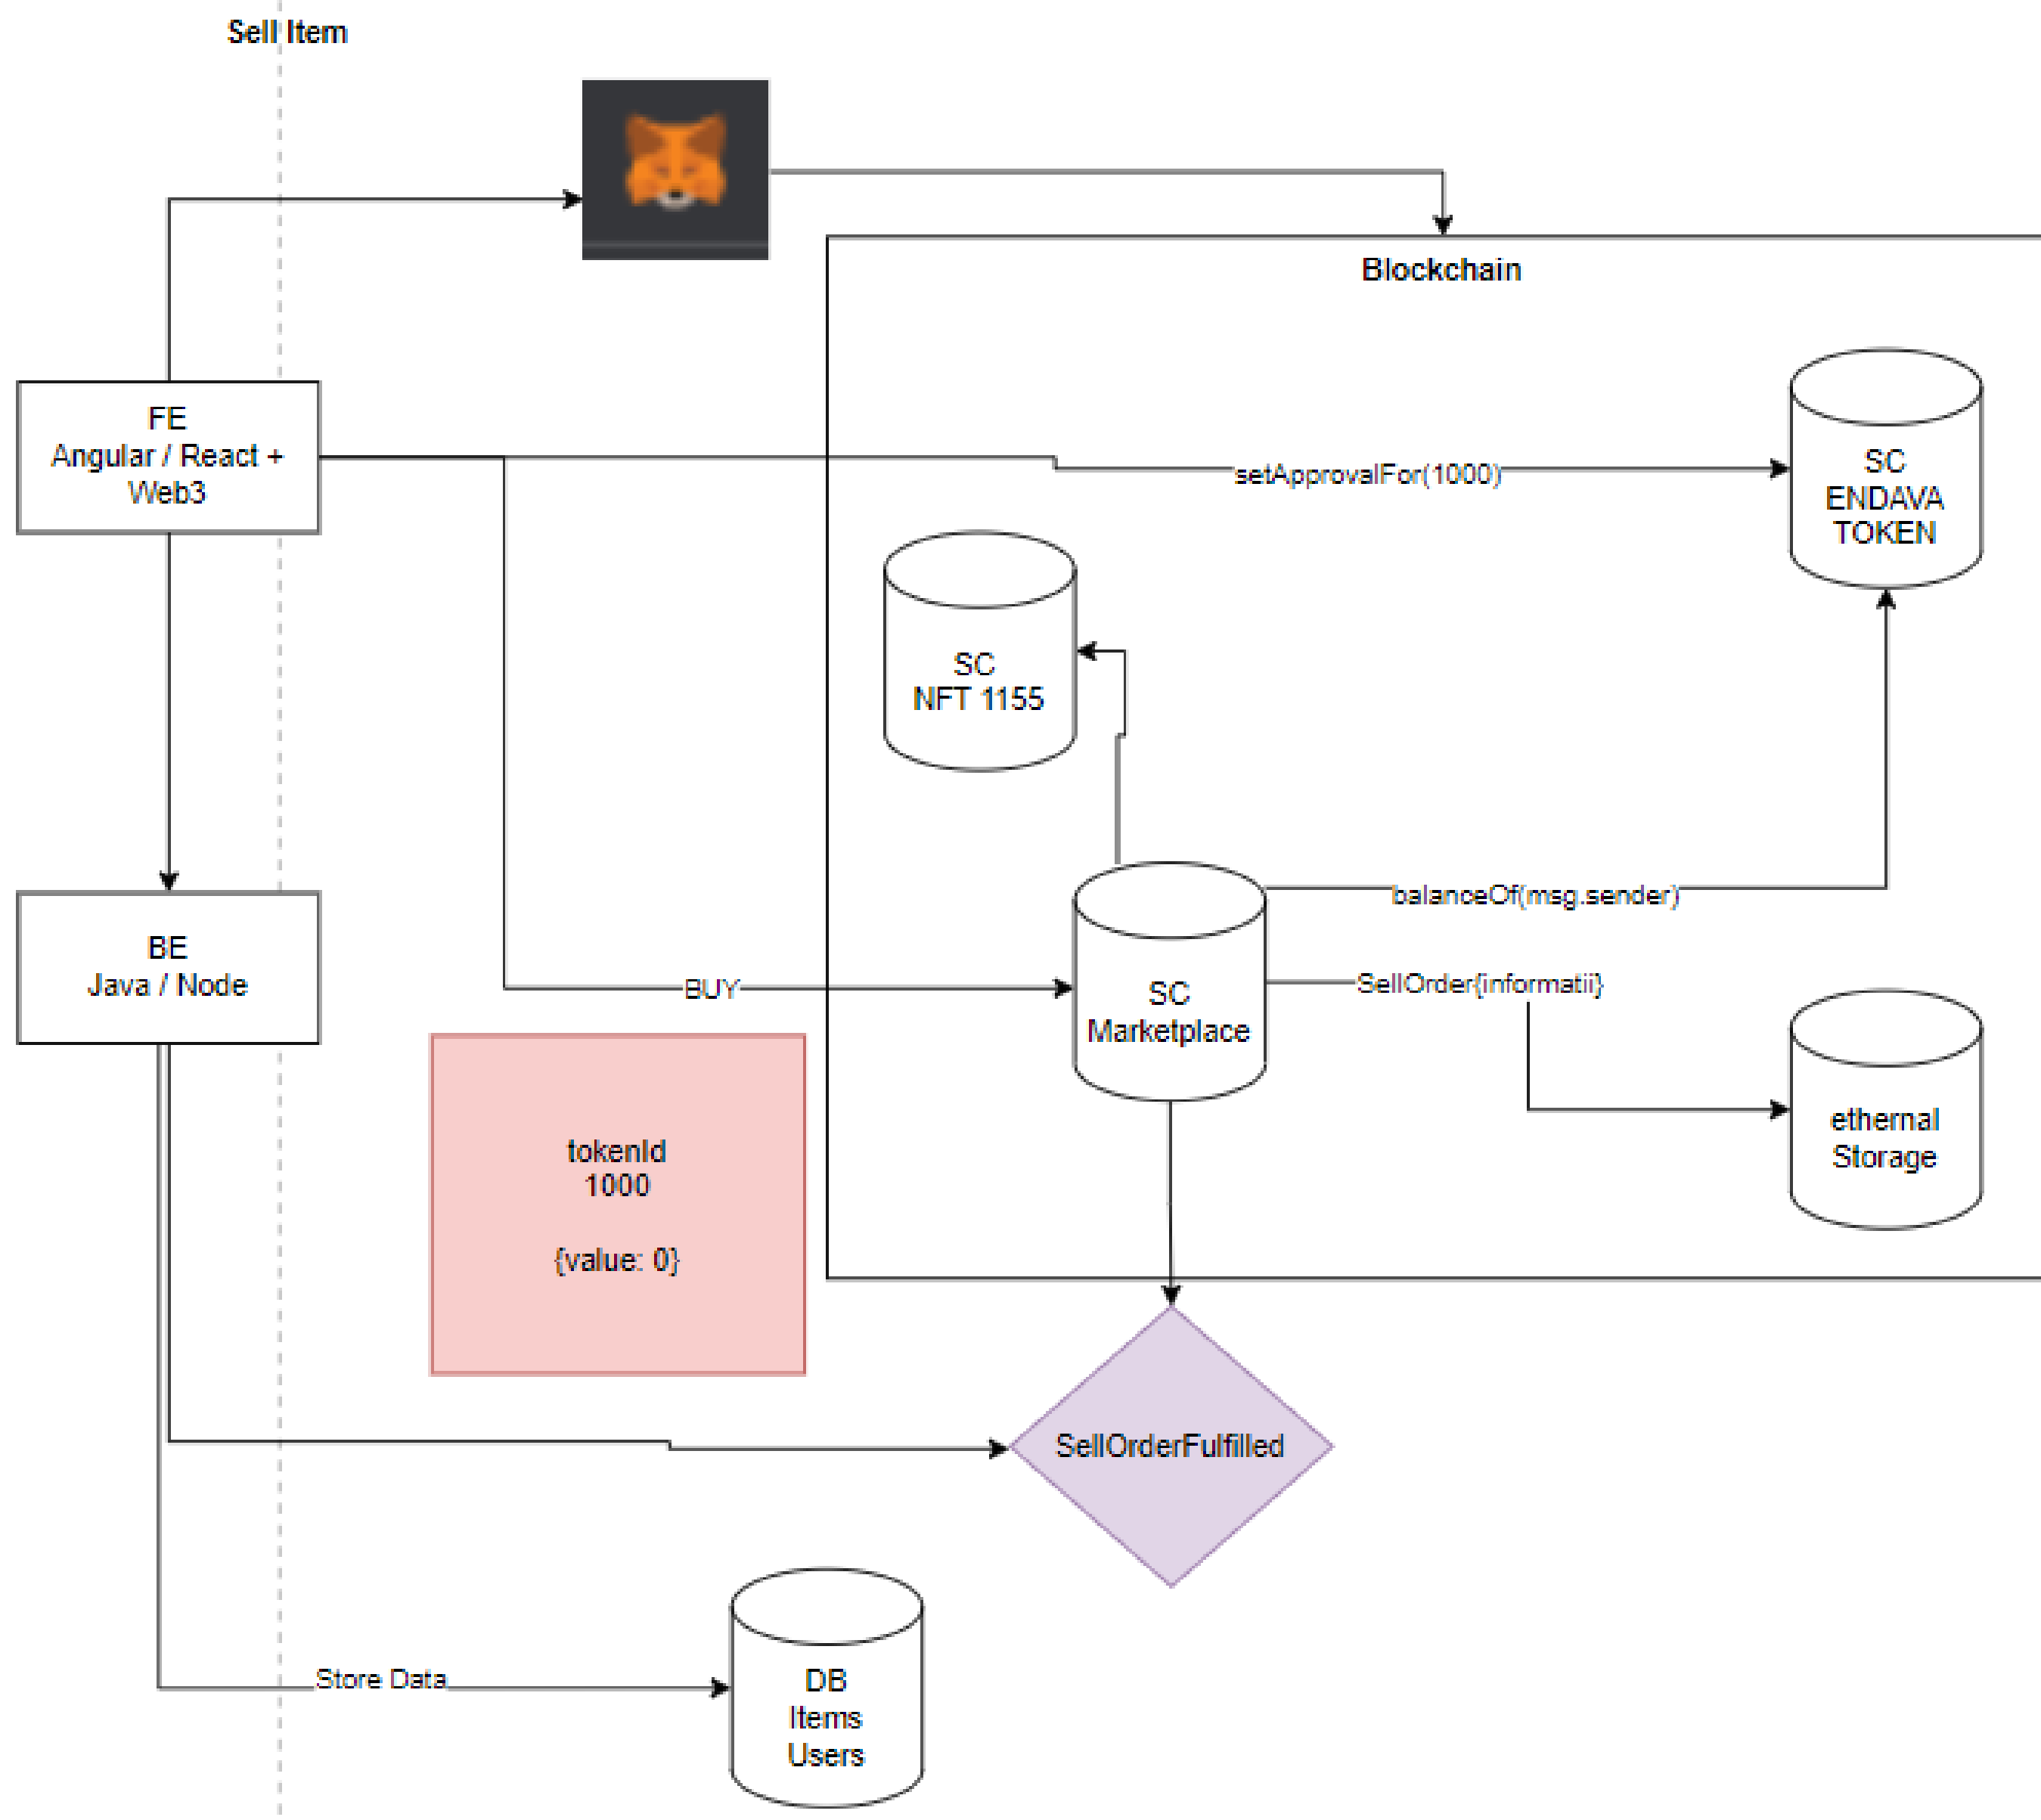 Sell Item
Blockchain
FE
Angular / React +
Web3
setApprovalFor(1000)
SC
ENDAVA
TOKEN
SC
NFT 1155
balanceOf(msg.sender)
BE
Java / Node
BUY
SC
Marketplace
SellOrder{informatii}
ethernal
Storage
tokenId
1000
{value: 0}
SellOrderFulfilled
Store Data
DB
Items
Users